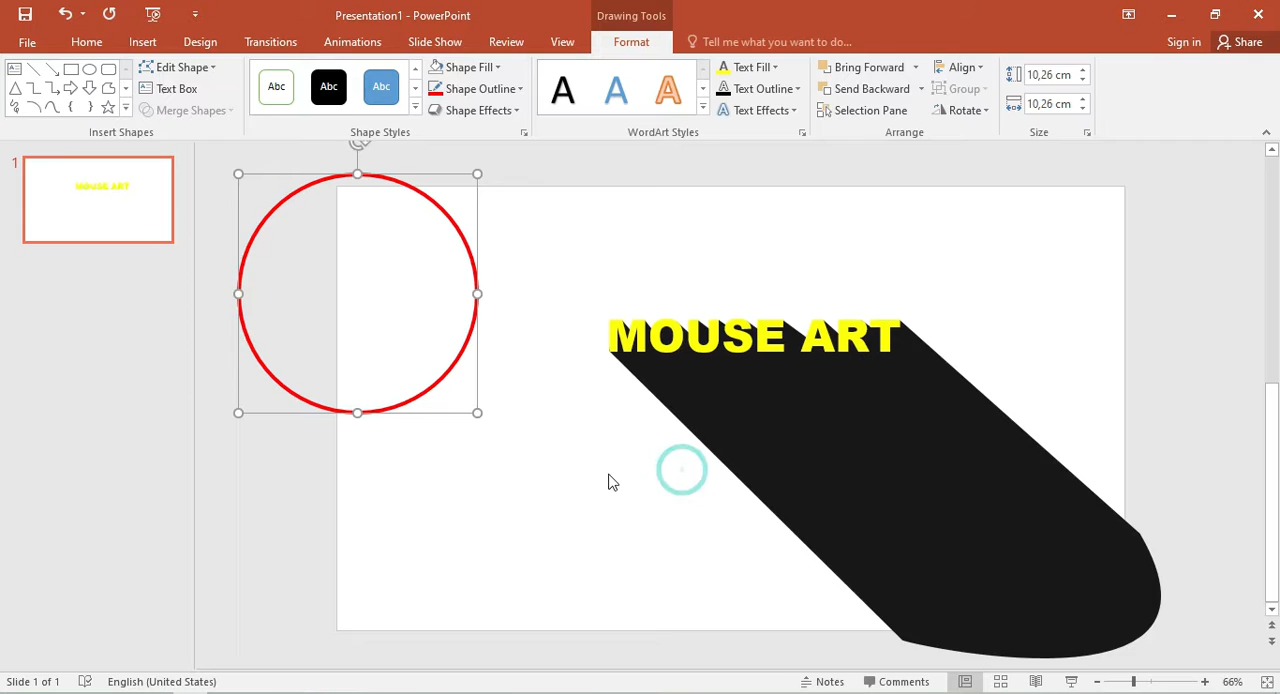 Presentation1 - PowerPoint
Drawing Tools
File
Home
Insert
Design
Transitions
Animations
Slide Show
Review
View
Format
Tell me what you want to do...
Sign in
Share
Edit Shape
Text Box
Merge Shapes
Insert Shapes
Abc
Abc
Abc
Shape Fill
Shape Outline
Shape Effects
Shape Styles
A
A
A
Text Fill
Text Outline
Text Effects
WordArt Styles
Bring Forward
Send Backward
Selection Pane
Align
Group
Rotate
Arrange
10,26 cm
10,26 cm
Size
1
MOUSE ART
MOUSE ART
Slide 1 of 1
English (United States)
Notes
Comments
66%